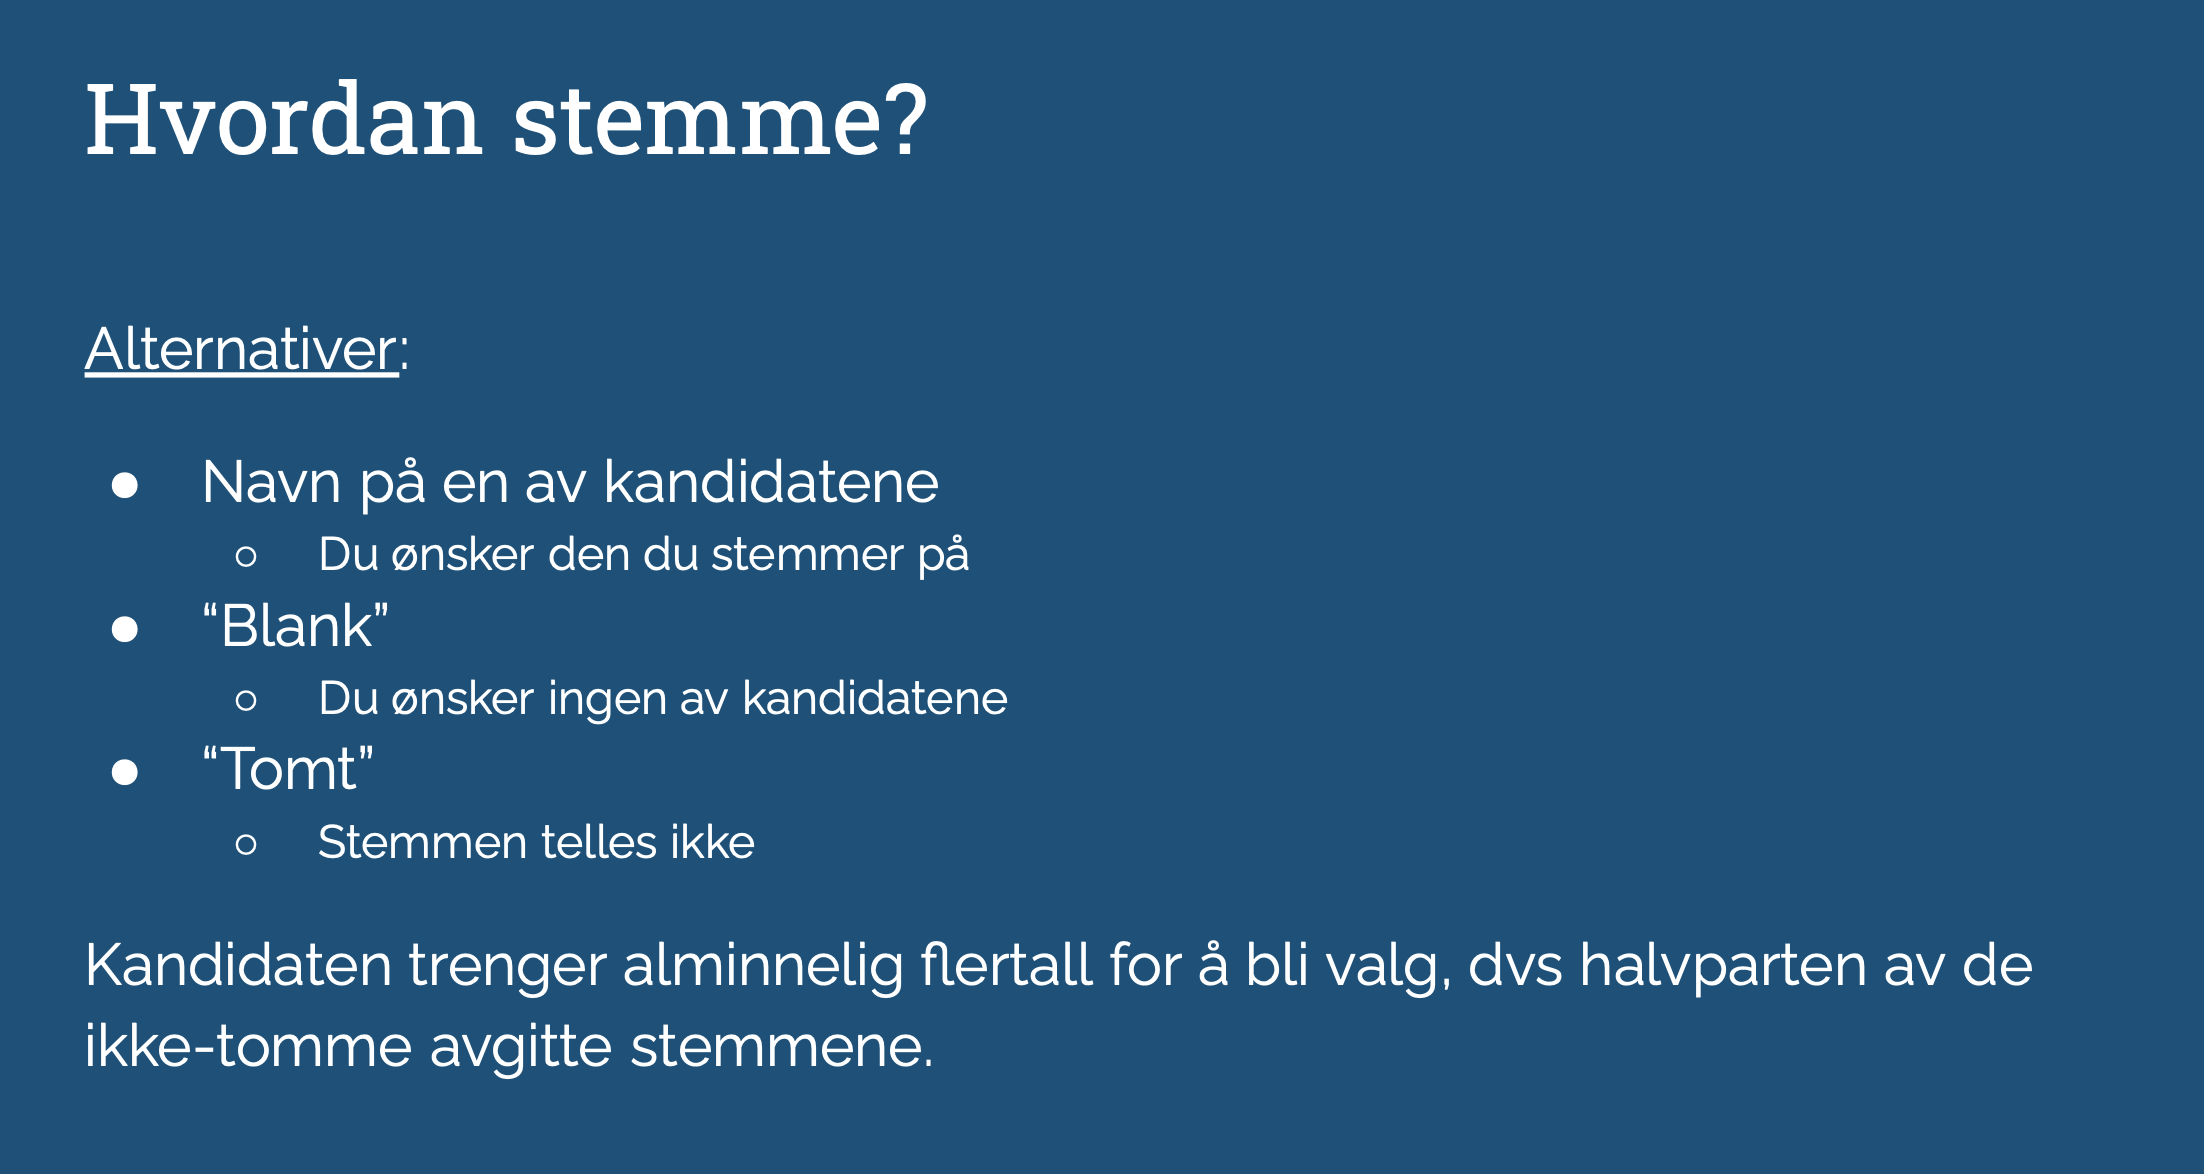 Hvordan stemme?
Alternativer:
● Navn på en av kandidatene
○ Du ønsker den du stemmer på
● “Blank”
○ Du ønsker ingen av kandidatene
● “Tomt”
○ Stemmen telles ikke
Kandidaten trenger alminnelig flertall for å bli valg, dvs halvparten av de
ikke-tomme avgitte stemmene.